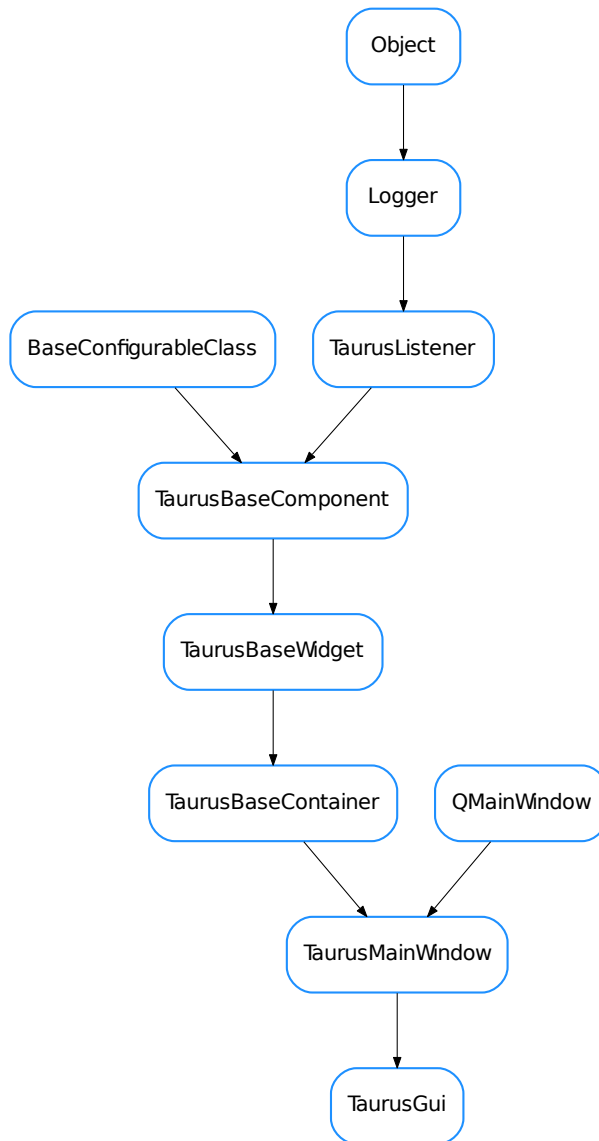 Object
Logger
BaseConfigurableClass
TaurusListener
TaurusBaseComponent
TaurusBaseWidget
TaurusBaseContainer
QMainWindow
TaurusMainWindow
TaurusGui